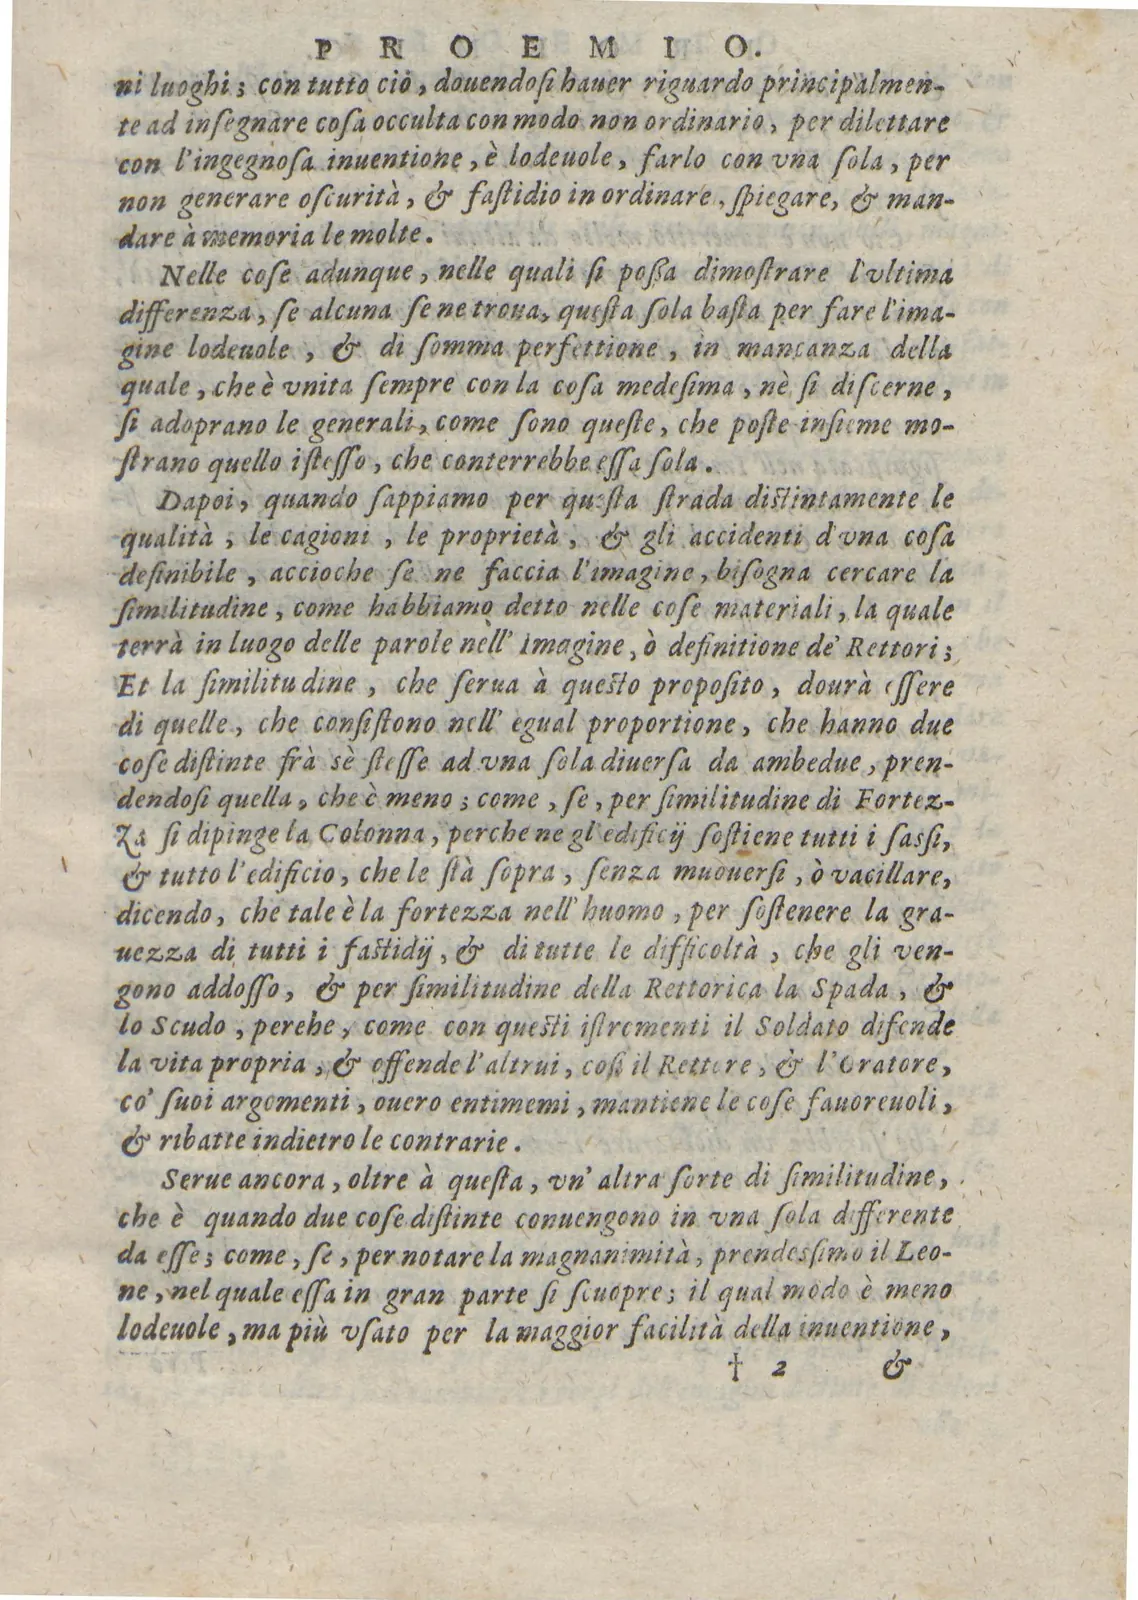 PROEMIO.
ni luoghi; con tutto ciò, douendoſi hauer riguardo principalmen-
te ad inſegnare coſa occulta con modo non ordinario, per dilettare
con l'ingegnoſa inuentione, è lodeuole, farlo con vna ſola, per
non generare oſcurità, & faſtidio in ordinare, ſpiegare, & man-
dare à memoria le molte.
Nelle coſe adunque, nelle quali ſi poſſa dimoſtrare l'vltima
differenza, ſe alcuna ſe ne troua, queſta ſola baſta per fare l'ima-
gine lodeuole, & di ſomma perfettione, in mancanza della
quale, che è vnita ſempre con la coſa medeſima, nè ſi diſcerne,
ſi adoprano le generali, come ſono queſte, che poſte inſieme mo-
ſtrano quello iſteſſo, che conterrebbe eſſa ſola.
Dapoi, quando ſappiamo per queſta ſtrada diſtintamente le
qualità, le cagioni, le proprietà, & gli accidenti d'vna coſa
definibile, accioche ſe ne faccia l'imagine, biſogna cercare la
ſimilitudine, come habbiamo detto nelle coſe materiali, la quale
terrà in luogo delle parole nell' Imagine, ò definitione de' Rettori;
Et la ſimilitudine, che ſerua à queſto propoſito, dourà eſſere
di quelle, che conſiſtono nell' egual proportione, che hanno due
coſe diſtinte frà sè ſteſſe ad vna ſola diuerſa da ambedue, pren-
dendoſi quella, che è meno; come, ſe, per ſimilitudine di Fortez-
za ſi dipinge la Colonna, perche ne gl'edificij ſoſtiene tutti i ſaſſi,
& tutto l'edificio, che le ſtà ſopra, ſenza muouerſi, ò vacillare,
dicendo, che tale è la fortezza nell'huomo, per ſoſtenere la gra-
uezza di tutti i faſtidij, & di tutte le difficoltà, che gli ven-
gono addoſſo, & per ſimilitudine della Rettorica la Spada, &
lo Scudo, perche, come con queſti iſtromenti il Soldato difende
la vita propria, & offende l'altrui, coſi il Rettore, & l'Oratore,
co' ſuoi argomenti, ouero entimemi, mantiene le coſe fauoreuoli,
& ribatte indietro le contrarie.
Serue ancora, oltre à queſta, vn' altra ſorte di ſimilitudine,
che è quando due coſe diſtinte conuengono in vna ſola differente
da eſſe; come, ſe, per notare la magnanimità, prendeſſimo il Leo-
ne, nel quale eſſa in gran parte ſi ſcuopre; il qual modo è meno
lodeuole, ma più vſato per la maggior facilità della inuentione,
† 2 &